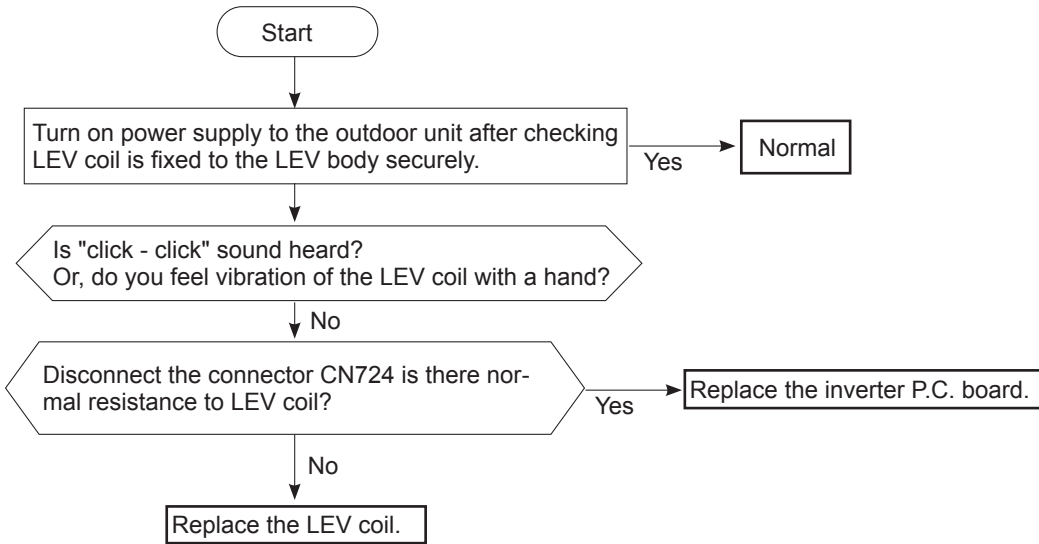 Start
Turn on power supply to the outdoor unit after checking
LEV coil is fixed to the LEV body securely.
Yes
Normal
Is "click - click" sound heard?
Or, do you feel vibration of the LEV coil with a hand?
No
Disconnect the connector CN724 is there nor-
mal resistance to LEV coil?
Yes
Replace the inverter P.C. board.
No
Replace the LEV coil.